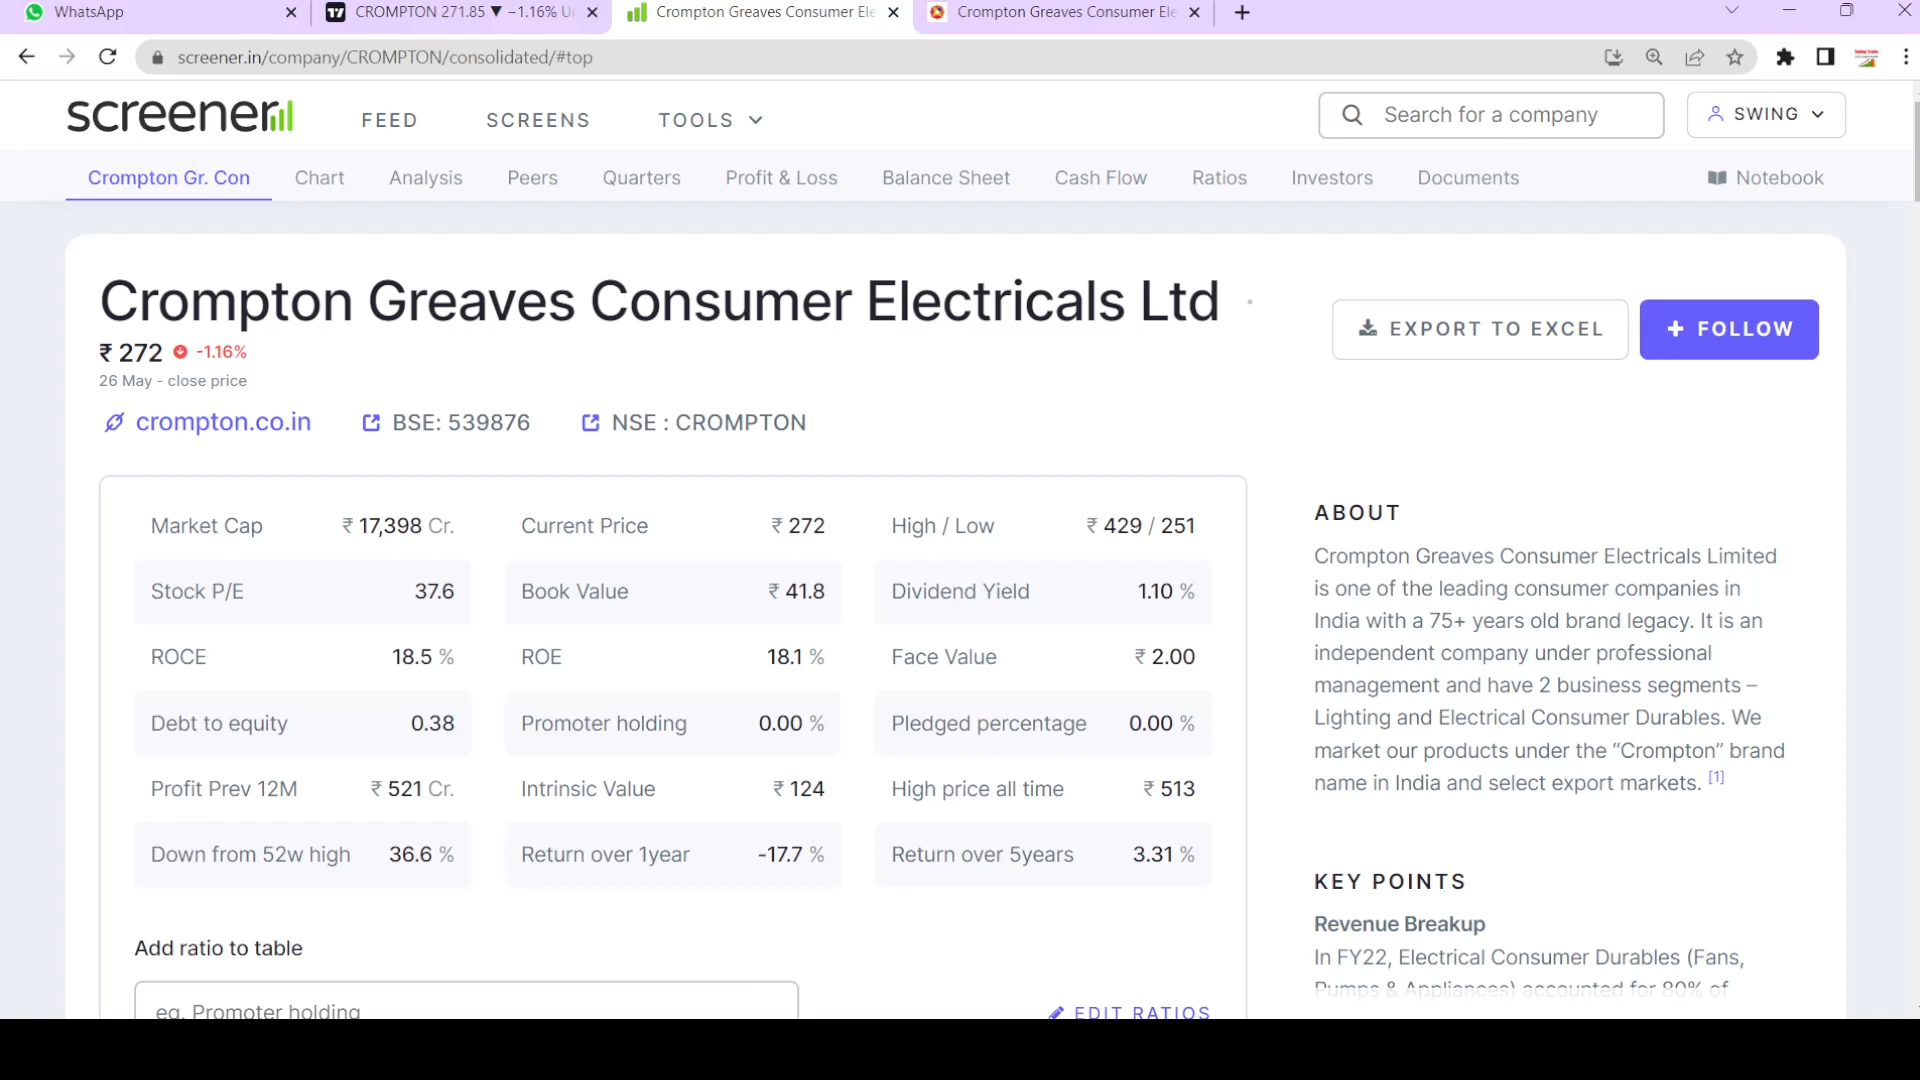 WhatsApp
CROMPTON 271.85 ▼ −1.16% U
Crompton Greaves Consumer Ele
Crompton Greaves Consumer Ele
screener.in/company/CROMPTON/consolidated/#top
screener
FEED
SCREENS
TOOLS
Search for a company
SWING
Crompton Gr. Con
Chart
Analysis
Peers
Quarters
Profit & Loss
Balance Sheet
Cash Flow
Ratios
Investors
Documents
Notebook
Crompton Greaves Consumer Electricals Ltd
EXPORT TO EXCEL
FOLLOW
₹ 272 -1.16%
26 May - close price
crompton.co.in
BSE: 539876
NSE : CROMPTON
Market Cap ₹ 17,398 Cr.
Current Price ₹ 272
High / Low ₹ 429 / 251
Stock P/E 37.6
Book Value ₹ 41.8
Dividend Yield 1.10 %
ROCE 18.5 %
ROE 18.1 %
Face Value ₹ 2.00
Debt to equity 0.38
Promoter holding 0.00 %
Pledged percentage 0.00 %
Profit Prev 12M ₹ 521 Cr.
Intrinsic Value ₹ 124
High price all time ₹ 513
Down from 52w high 36.6 %
Return over 1year -17.7 %
Return over 5years 3.31 %
Add ratio to table
eg. Promoter holding
EDIT RATIOS
ABOUT
Crompton Greaves Consumer Electricals Limited
is one of the leading consumer companies in
India with a 75+ years old brand legacy. It is an
independent company under professional
management and have 2 business segments –
Lighting and Electrical Consumer Durables. We
market our products under the “Crompton” brand
name in India and select export markets. [1]
KEY POINTS
Revenue Breakup
In FY22, Electrical Consumer Durables (Fans,
Pumps & Appliances) accounted for 80% of